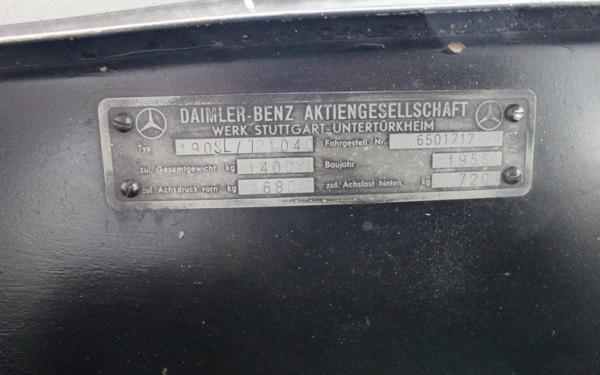 DAIMLER-BENZ AKTIENGESELLSCHAFT
WERK STUTTGART-UNTERTÜRKHEIM
Typ 190SL/121040 Fahrgestell Nr. 6501717
zul. Gesamtgewicht kg 1400 Baujahr 1956
zul. Achsdruck vorn kg 680 zul. Achslast hinten kg 720